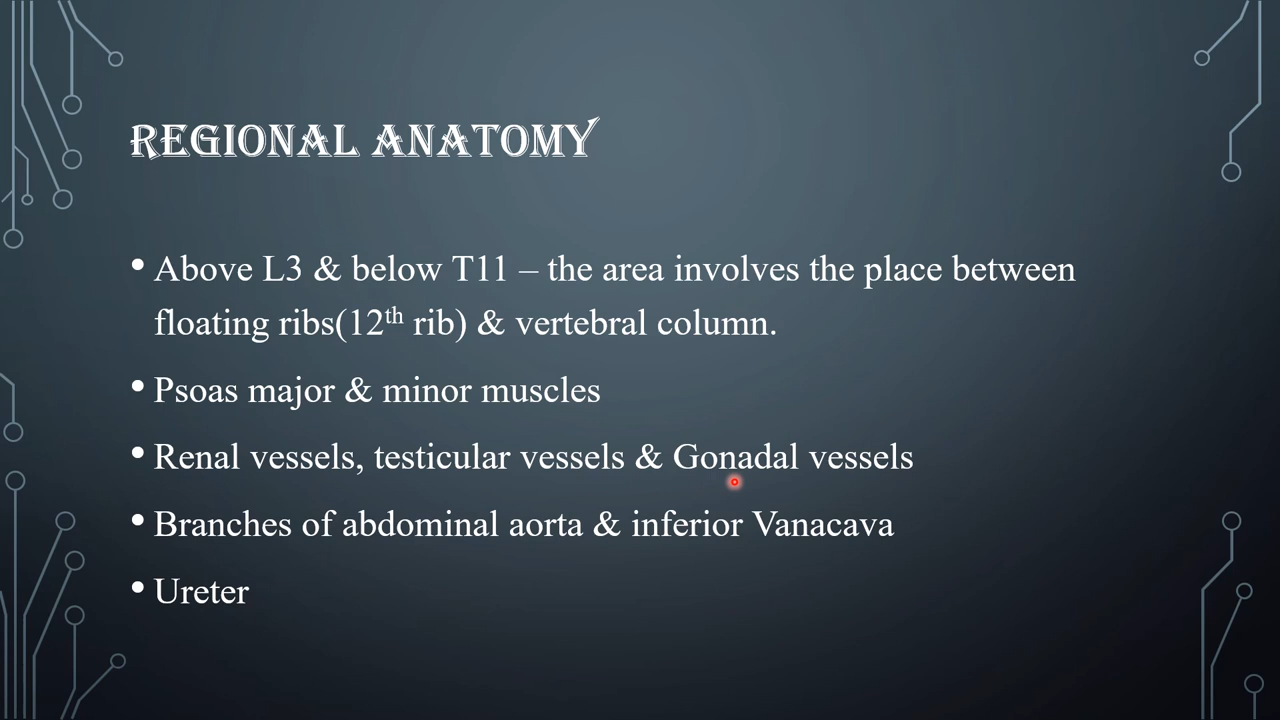 REGIONAL ANATOMY
• Above L3 & below T11 – the area involves the place between
floating ribs(12th rib) & vertebral column.
• Psoas major & minor muscles
• Renal vessels, testicular vessels & Gonadal vessels
• Branches of abdominal aorta & inferior Vanacava
• Ureter